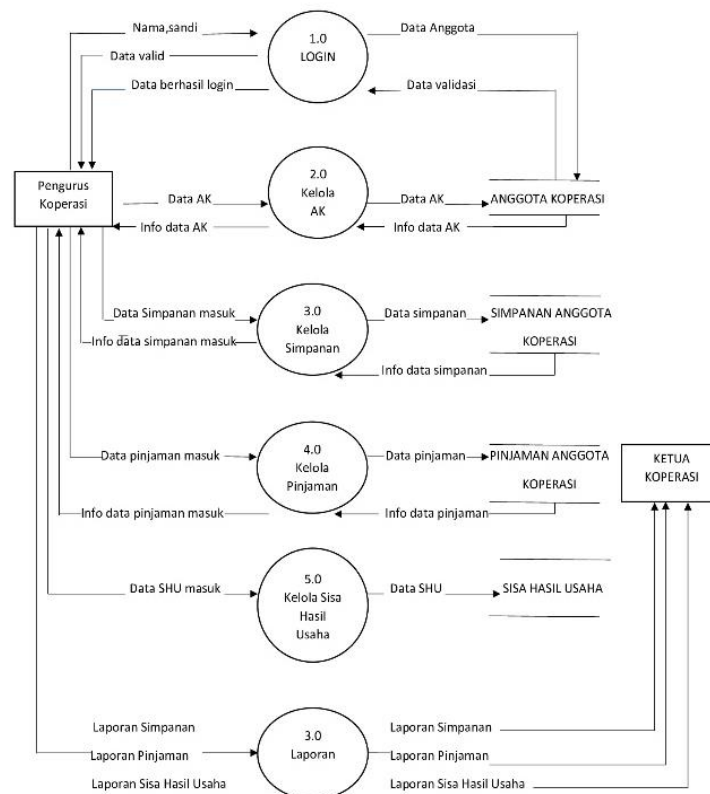 Nama,sandi
1.0
LOGIN
Data Anggota
Data valid
Data berhasil login
Data validasi
Pengurus
Koperasi
Data AK
2.0
Kelola
AK
Data AK
ANGGOTA KOPERASI
Info data AK
Info data AK
Data Simpanan masuk
3.0
Kelola
Simpanan
Data simpanan
SIMPANAN ANGGOTA
KOPERASI
Info data simpanan masuk
Info data simpanan
Data pinjaman masuk
4.0
Kelola
Pinjaman
Data pinjaman
PINJAMAN ANGGOTA
KOPERASI
KETUA
KOPERASI
Info data pinjaman masuk
Info data pinjaman
Data SHU masuk
5.0
Kelola Sisa
Hasil
Usaha
Data SHU
SISA HASIL USAHA
Laporan Simpanan
Laporan Pinjaman
Laporan Sisa Hasil Usaha
3.0
Laporan
Laporan Simpanan
Laporan Pinjaman
Laporan Sisa Hasil Usaha